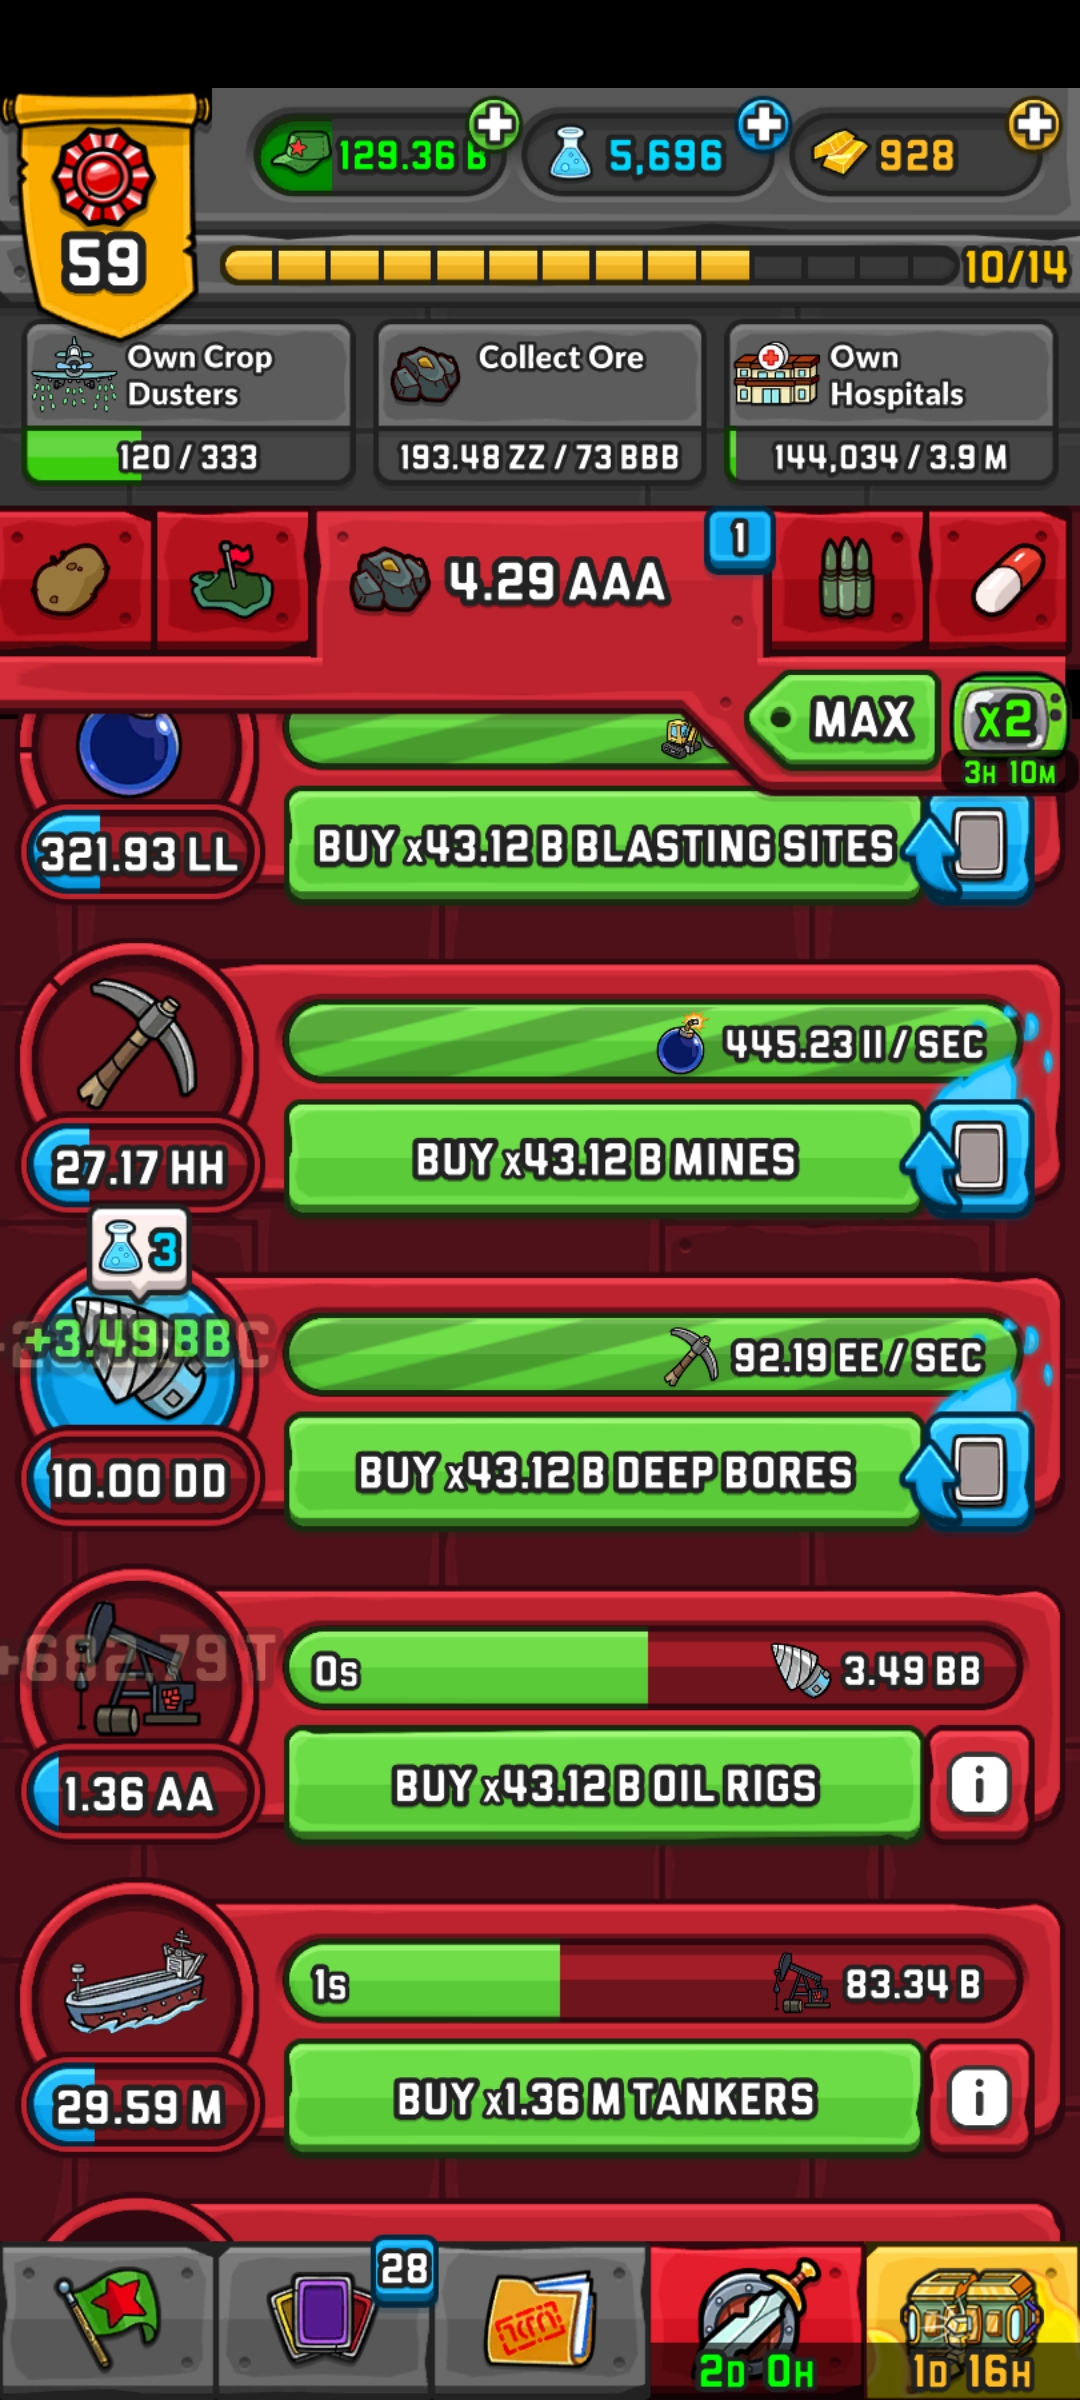 129.36 B
5,696
928
59
10/14
Own Crop
Dusters
120 / 333
Collect Ore
193.48 ZZ / 73 BBB
Own
Hospitals
144,034 / 3.9 M
4.29 AAA
1
MAX
x2
3H 10M
321.93 LL
BUY x43.12 B BLASTING SITES
445.23 II / SEC
27.17 HH
BUY x43.12 B MINES
3
+3.49 BB
92.19 EE / SEC
10.00 DD
BUY x43.12 B DEEP BORES
+682.79 T
0s
3.49 BB
1.36 AA
BUY x43.12 B OIL RIGS
1s
83.34 B
29.59 M
BUY x1.36 M TANKERS
28
2D 0H
1D 16H